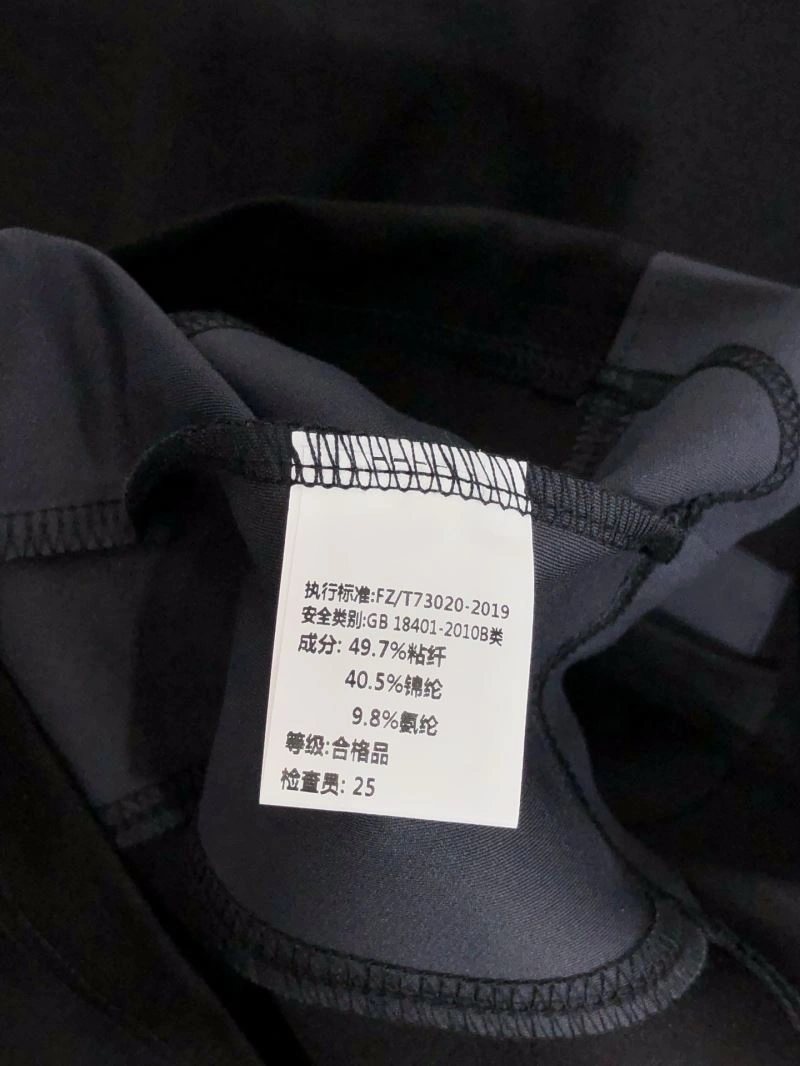 执行标准:FZ/T73020-2019
安全类别:GB 18401-2010B类
成分: 49.7%粘纤
40.5%锦纶
9.8%氨纶
等级:合格品
检查员: 25